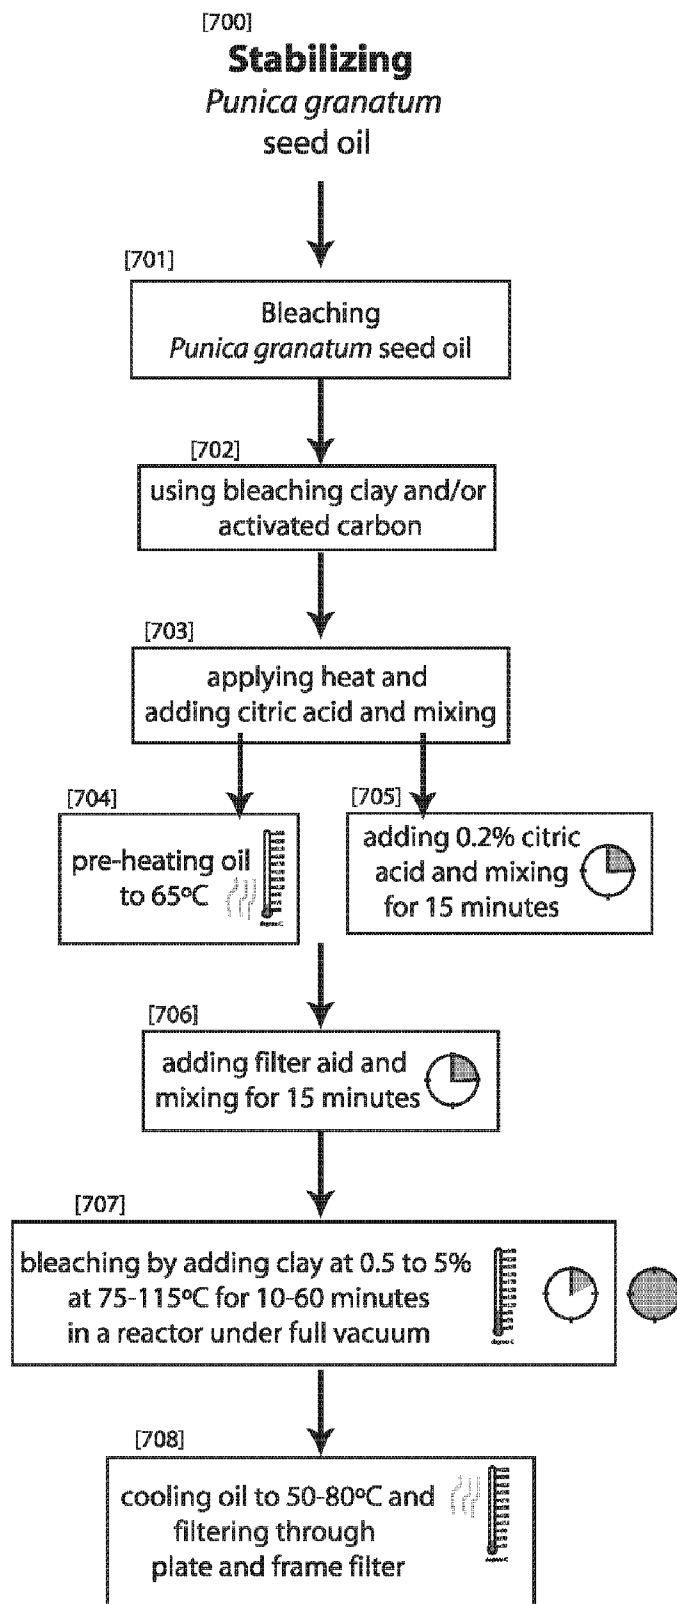 [700]
Stabilizing
Punica granatum
seed oil
[701]
Bleaching
Punica granatum seed oil
[702]
using bleaching clay and/or
activated carbon
[703]
applying heat and
adding citric acid and mixing
[704]
pre-heating oil
to 65ºC
[705]
adding 0.2% citric
acid and mixing
for 15 minutes
[706]
adding filter aid and
mixing for 15 minutes
[707]
bleaching by adding clay at 0.5 to 5%
at 75-115ºC for 10-60 minutes
in a reactor under full vacuum
[708]
cooling oil to 50-80ºC and
filtering through
plate and frame filter